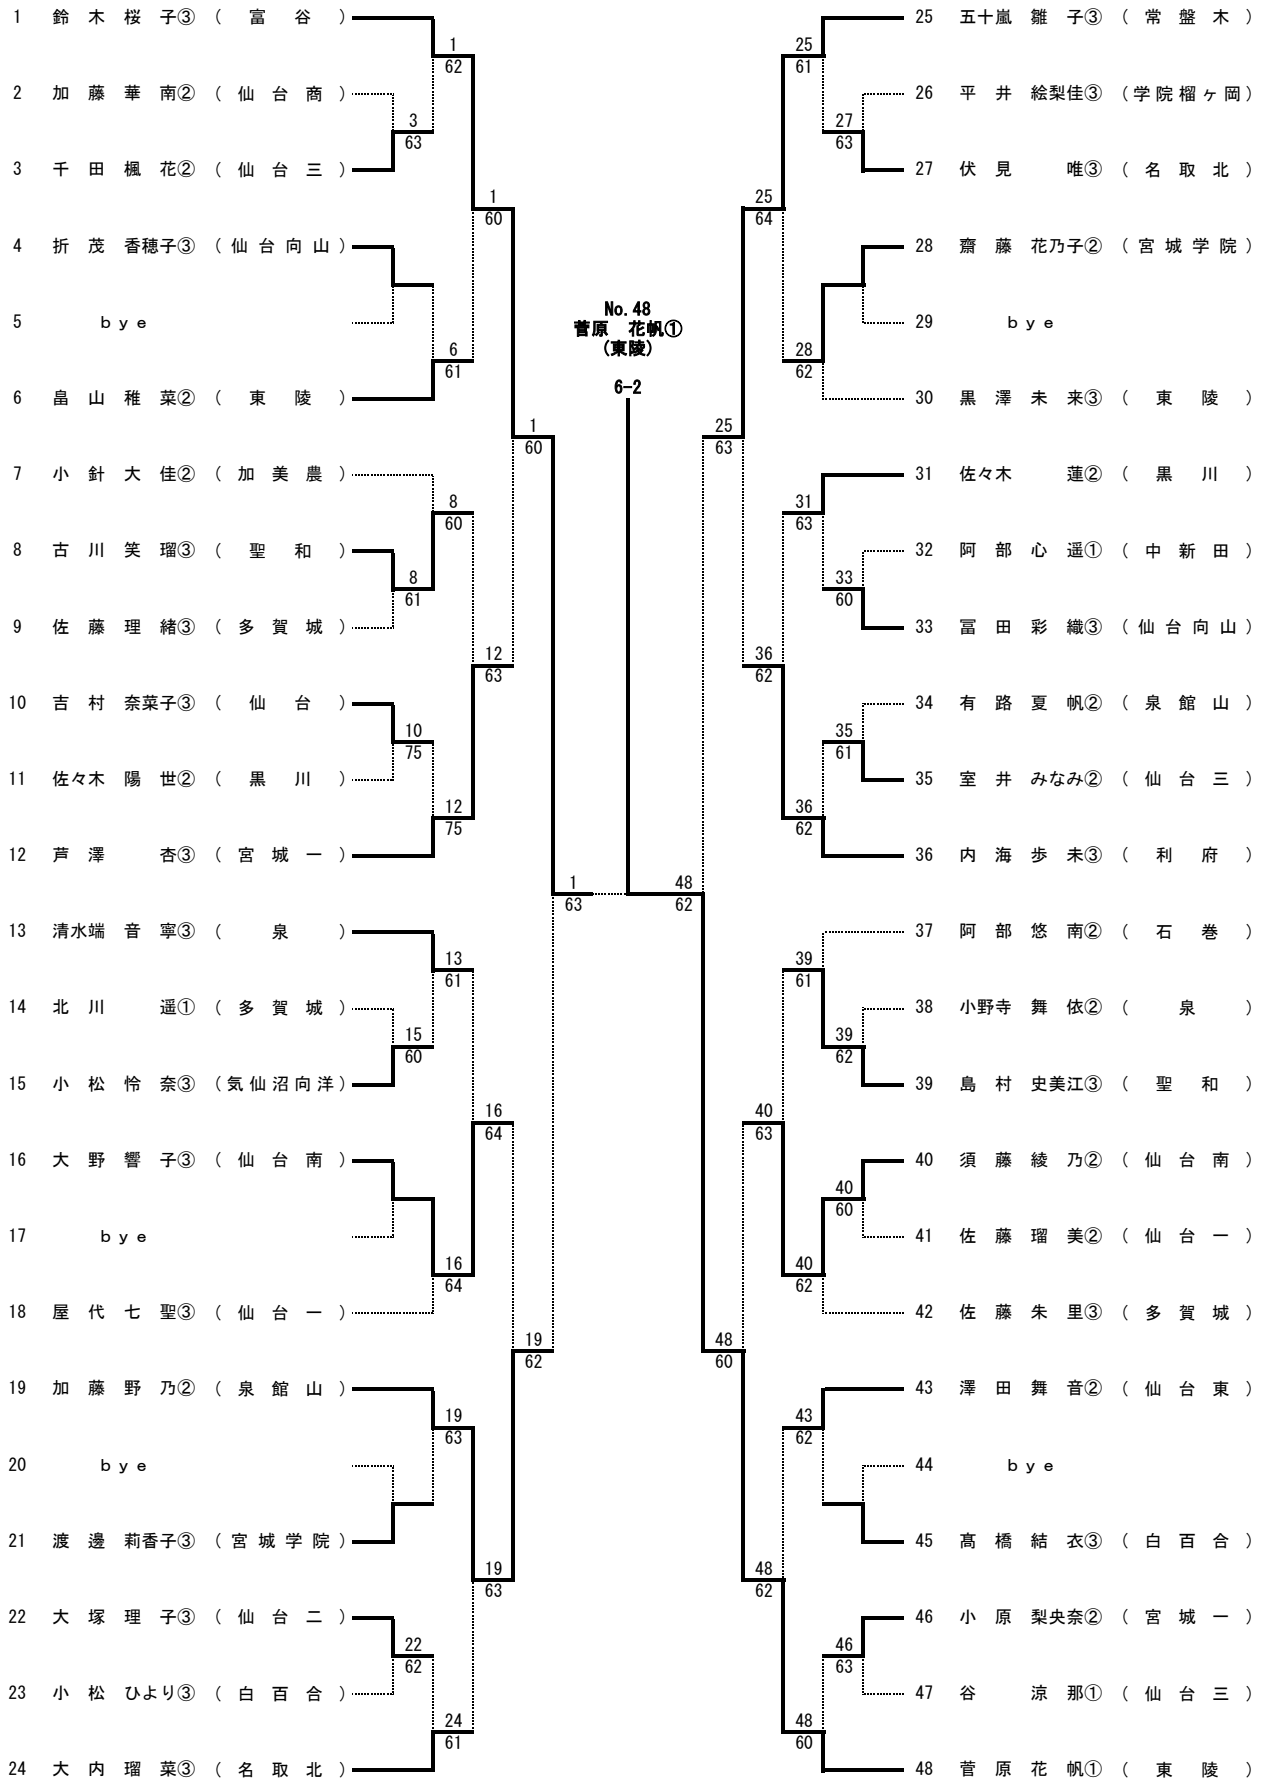 1 鈴木桜子③ (富谷)
1
62
2 加藤華南② (仙台商)
3
63
3 千田楓花② (仙台三)
1
60
4 折茂香穂子③ (仙台向山)
5 bye
6
61
6 畠山稚菜② (東陵)
1
60
7 小針大佳② (加美農)
8
60
8 古川笑瑠③ (聖和)
8
61
9 佐藤理緒③ (多賀城)
12
63
10 吉村奈菜子③ (仙台)
10
75
11 佐々木陽世② (黒川)
12
75
12 芦澤杏③ (宮城一)
1
63
13 清水端音寧③ (泉)
13
61
14 北川遥① (多賀城)
15
60
15 小松怜奈③ (気仙沼向洋)
16
64
16 大野響子③ (仙台南)
17 bye
16
64
18 屋代七聖③ (仙台一)
19
62
19 加藤野乃② (泉館山)
19
63
20 bye
21 渡邊莉香子③ (宮城学院)
19
63
22 大塚理子③ (仙台二)
22
62
23 小松ひより③ (白百合)
24
61
24 大内瑠菜③ (名取北)
No.48
菅原 花帆①
(東陵)
6-2
25 五十嵐雛子③ (常盤木)
25
61
26 平井絵梨佳③ (学院榴ヶ岡)
27
63
27 伏見唯③ (名取北)
25
64
28 齋藤花乃子② (宮城学院)
29 bye
28
62
30 黒澤未来③ (東陵)
25
63
31 佐々木蓮② (黒川)
31
63
32 阿部心遥① (中新田)
33
60
33 冨田彩織③ (仙台向山)
36
62
34 有路夏帆② (泉館山)
35
61
35 室井みなみ② (仙台三)
36
62
36 内海歩未③ (利府)
48
62
37 阿部悠南② (石巻)
39
61
38 小野寺舞依② (泉)
39
62
39 島村史美江③ (聖和)
40
63
40 須藤綾乃② (仙台南)
40
60
41 佐藤瑠美② (仙台一)
40
62
42 佐藤朱里③ (多賀城)
48
60
43 澤田舞音② (仙台東)
43
62
44 bye
45 髙橋結衣③ (白百合)
48
62
46 小原梨央奈② (宮城一)
46
63
47 谷涼那① (仙台三)
48
60
48 菅原花帆① (東陵)